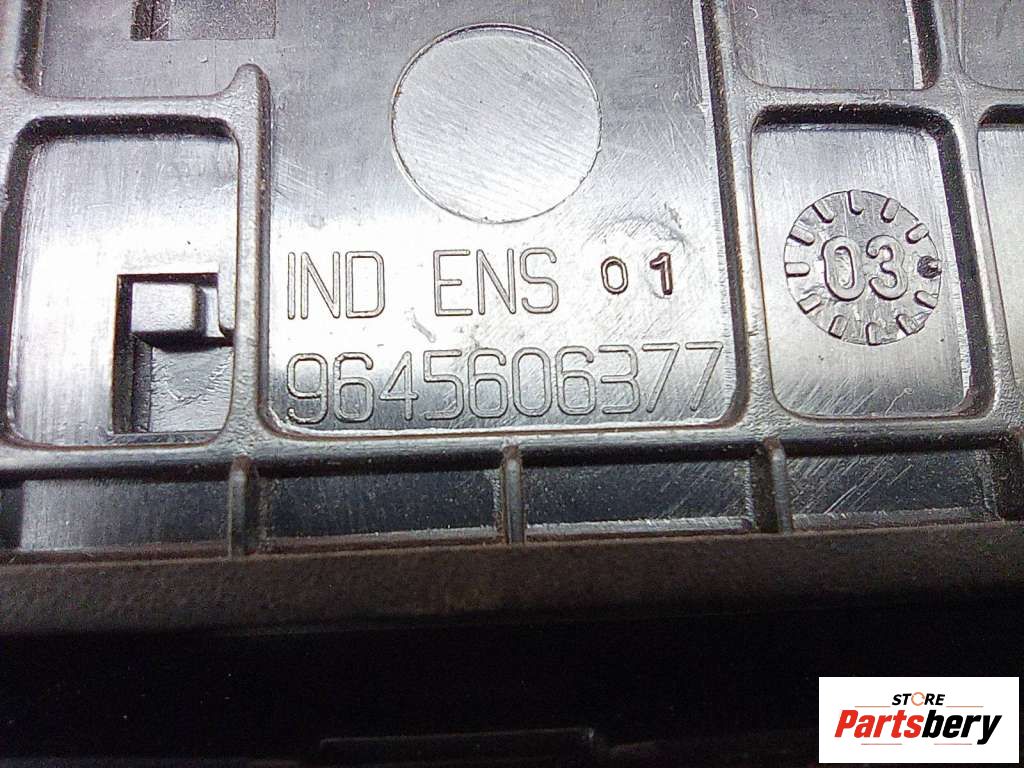 IND ENS 01
9645606377
03
STORE
Partsbery